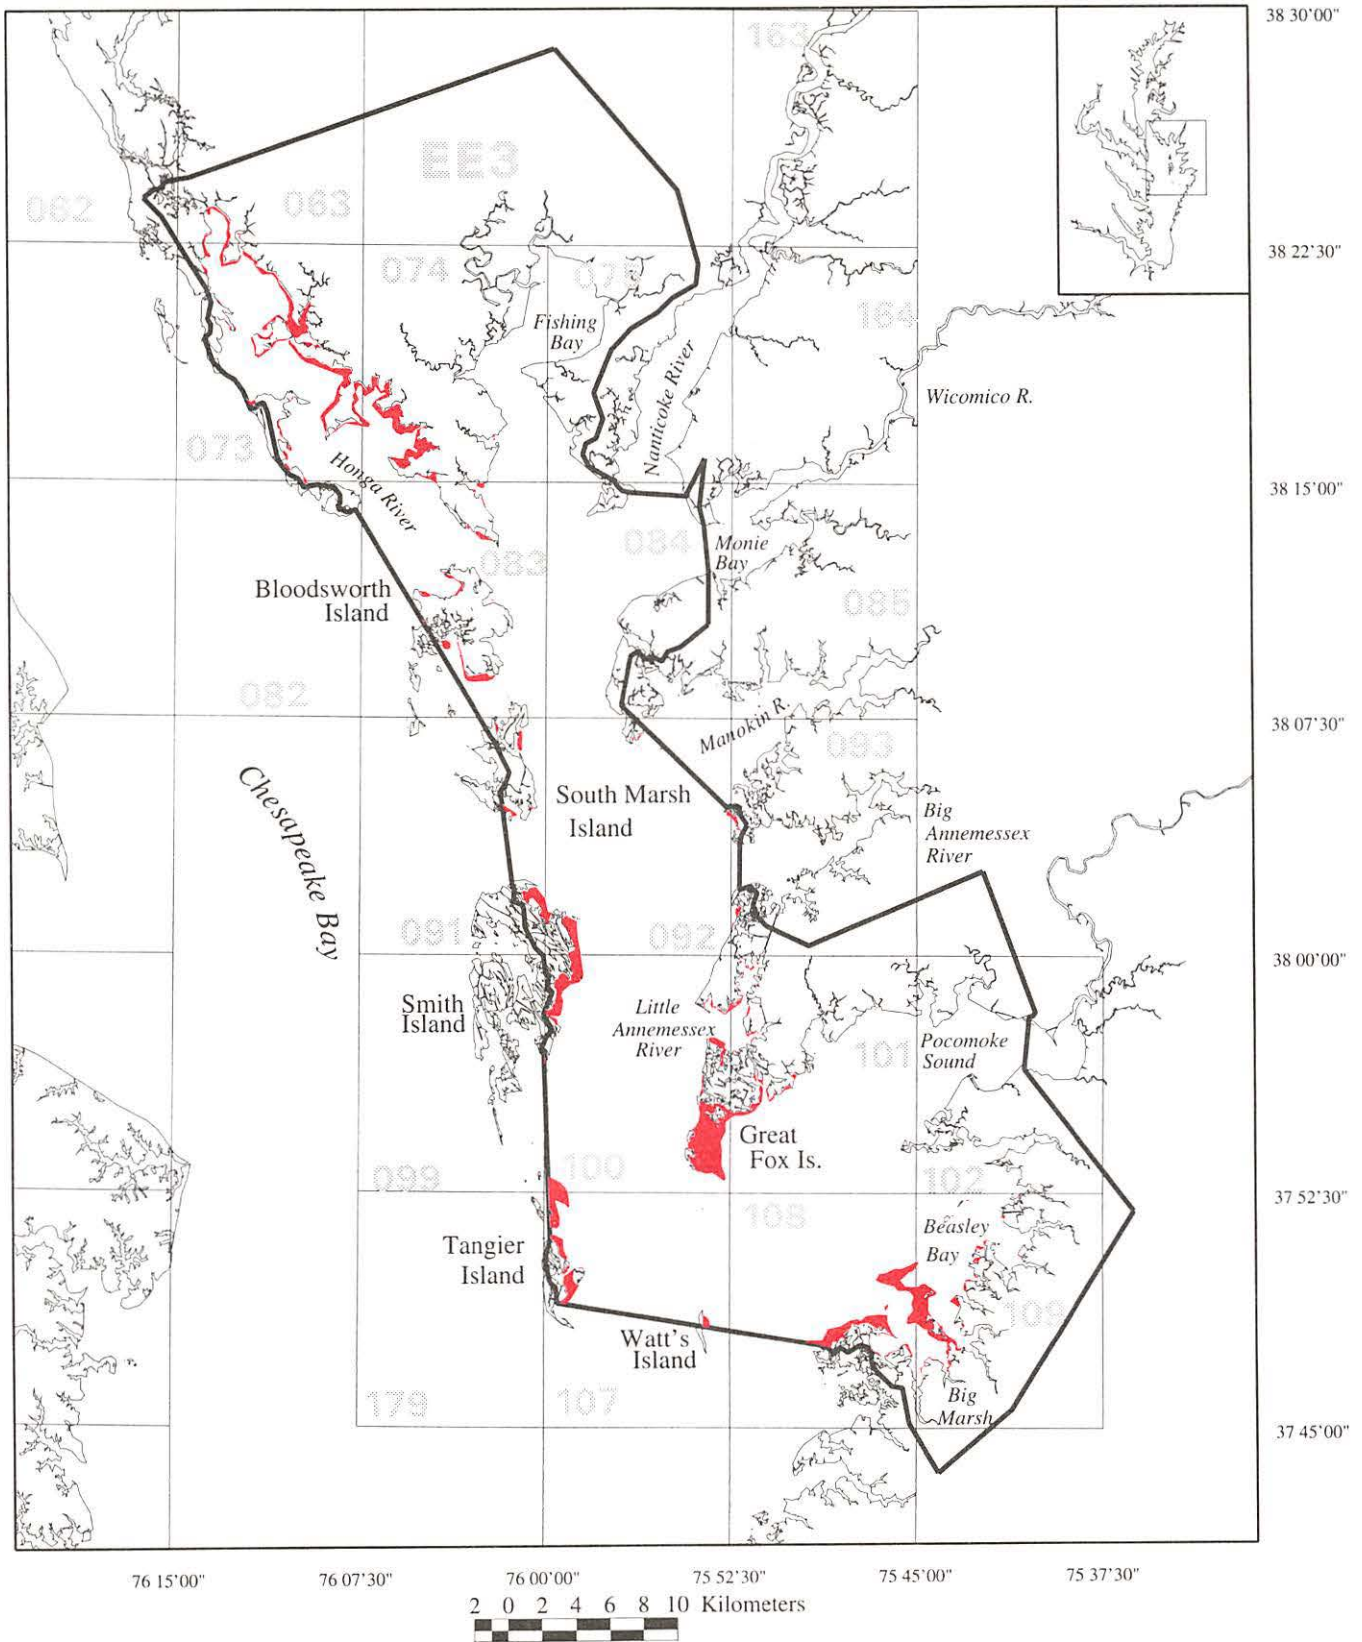 38 30'00"
163
EE3
062
063
38 22'30"
074
075
164
Fishing
Bay
Nanticoke River
Wicomico R.
073
Honga River
38 15'00"
083
084
Monie
Bay
Bloodsworth
Island
085
082
Manokin R.
38 07'30"
093
Chesapeake Bay
South Marsh
Island
Big
Annemessex
River
091
092
38 00'00"
Smith
Island
Little
Annemessex
River
101
Pocomoke
Sound
Great
Fox Is.
099
100
102
37 52'30"
108
Beasley
Bay
Tangier
Island
109
Watt's
Island
179
107
Big
Marsh
37 45'00"
76 15'00"
76 07'30"
76 00'00"
75 52'30"
75 45'00"
75 37'30"
2 0 2 4 6 8 10 Kilometers